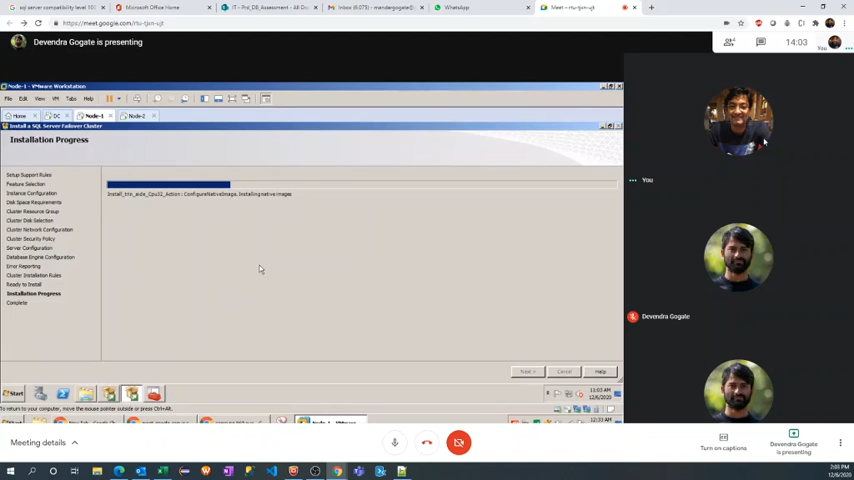 sql server compatibility level 10
Microsoft Office Home
IT - Prd_DB_Assessment - All Do
Inbox (6,073) - mandargogate@
WhatsApp
Meet – rtu-tjxn-ujt
https://meet.google.com/rtu-tjxn-ujt
Devendra Gogate is presenting
14:03
You
Node-1 - VMware Workstation
File Edit View VM Tabs Help
Home DC Node-1 Node-2
Install a SQL Server Failover Cluster
Installation Progress
Setup Support Rules
Feature Selection
Instance Configuration
Disk Space Requirements
Cluster Resource Group
Cluster Disk Selection
Cluster Network Configuration
Cluster Security Policy
Server Configuration
Database Engine Configuration
Error Reporting
Cluster Installation Rules
Ready to Install
Installation Progress
Complete
ConfigureNativeImage. Installing native images
Next > Cancel Help
You
Devendra Gogate
Start
11:03 AM
12/6/2020
To return to your computer, move the mouse pointer outside or press Ctrl+Alt.
Start
12:33 AM
Meeting details
Turn on captions
Devendra Gogate
is presenting
2:03 PM
12/6/2020